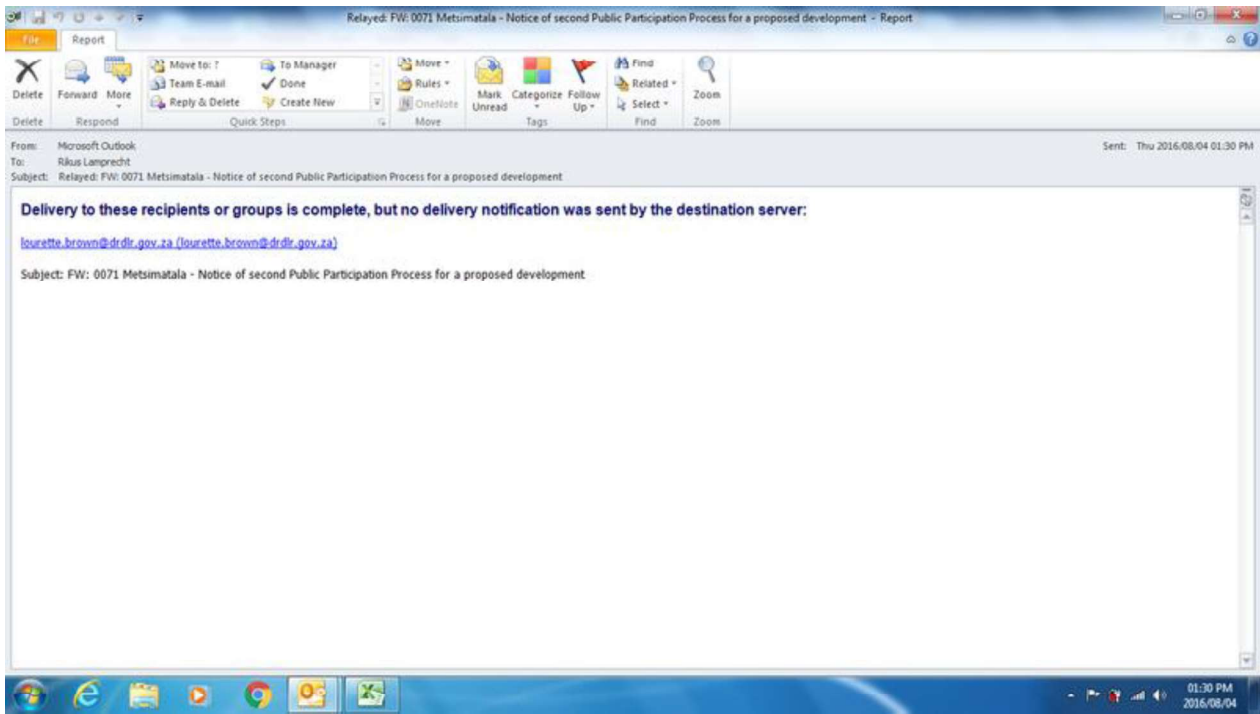 Relayed: FW: 0071 Metsimatala - Notice of second Public Participation Process for a proposed development - Report
File Report
Delete
Forward
More
Move to: ?
Team E-mail
Reply & Delete
To Manager
Done
Create New
Move
Rules
OneNote
Mark Unread
Categorize
Follow Up
Find
Related
Select
Zoom
Delete Respond Quick Steps Move Tags Find Zoom
From: Microsoft Outlook Sent: Thu 2016/08/04 01:30 PM
To: Rikus Lamprecht
Subject: Relayed: FW: 0071 Metsimatala - Notice of second Public Participation Process for a proposed development
Delivery to these recipients or groups is complete, but no delivery notification was sent by the destination server:
lourette.brown@drdlr.gov.za (lourette.brown@drdlr.gov.za)
Subject: FW: 0071 Metsimatala - Notice of second Public Participation Process for a proposed development
01:30 PM
2016/08/04